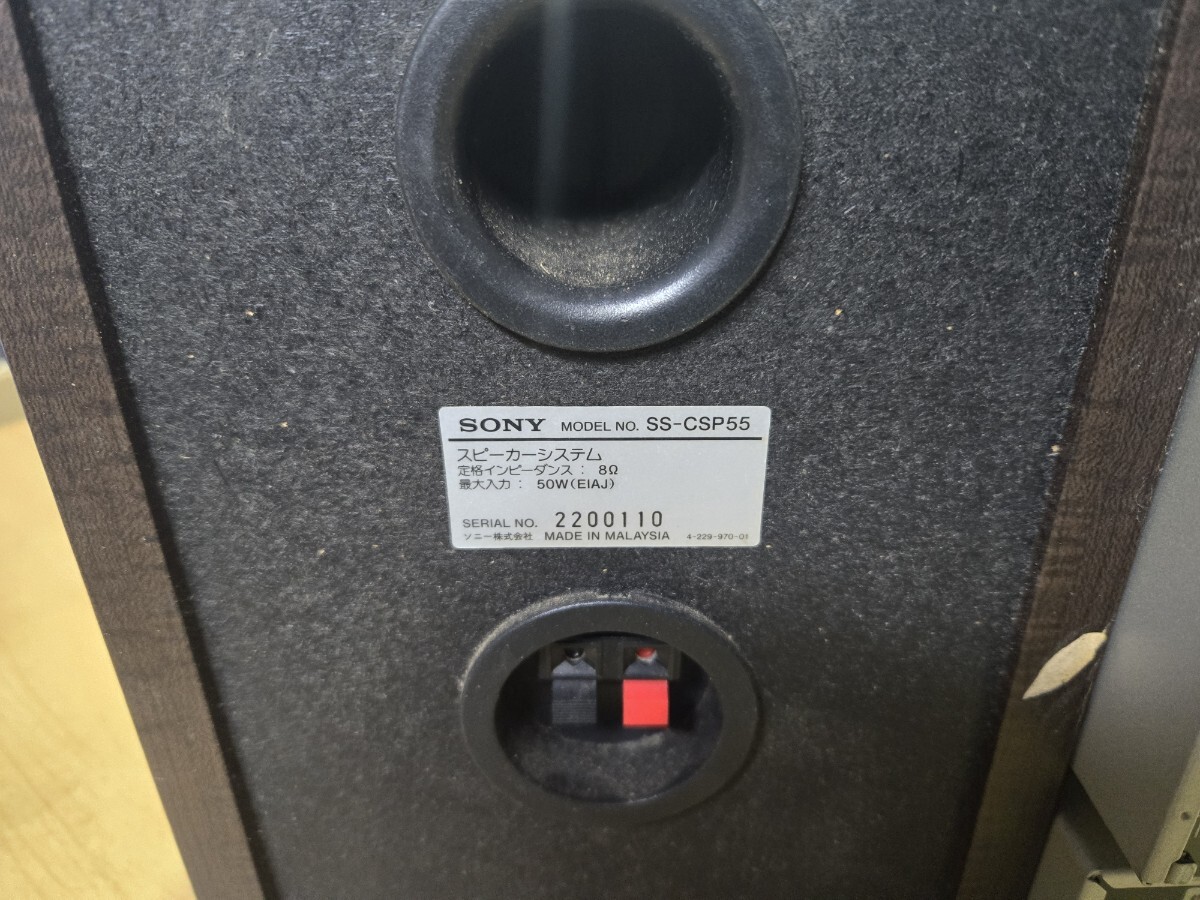 SONY MODEL NO. SS-CSP55
スピーカーシステム
定格インピーダンス : 8Ω
最大入力 : 50W(EIAJ)
SERIAL NO. 2200110
ソニー株式会社 MADE IN MALAYSIA 4-229-970-01